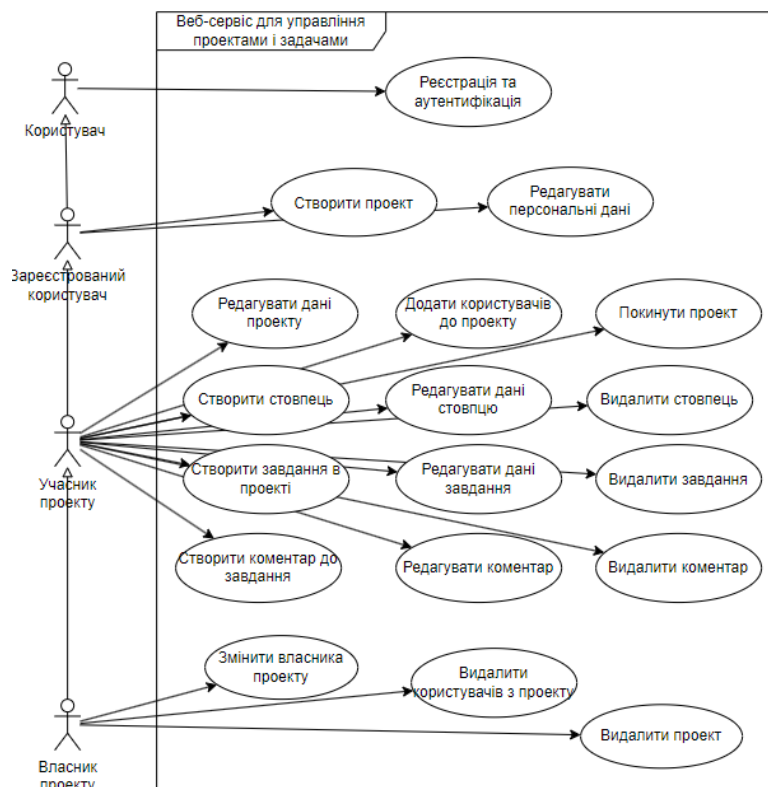 Веб-сервіс для управління
проектами і задачами
Реєстрація та
аутентифікація
Користувач
Створити проект
Редагувати
персональні дані
Зареєстрований
користувач
Редагувати дані
проекту
Додати користувачів
до проекту
Покинути проект
Створити стовпець
Редагувати дані
стовпцю
Видалити стовпець
Учасник
проекту
Створити завдання в
проекті
Редагувати дані
завдання
Видалити завдання
Створити коментар до
завдання
Редагувати коментар
Видалити коментар
Змінити власника
проекту
Видалити
користувачів з проекту
Видалити проект
Власник
проекту